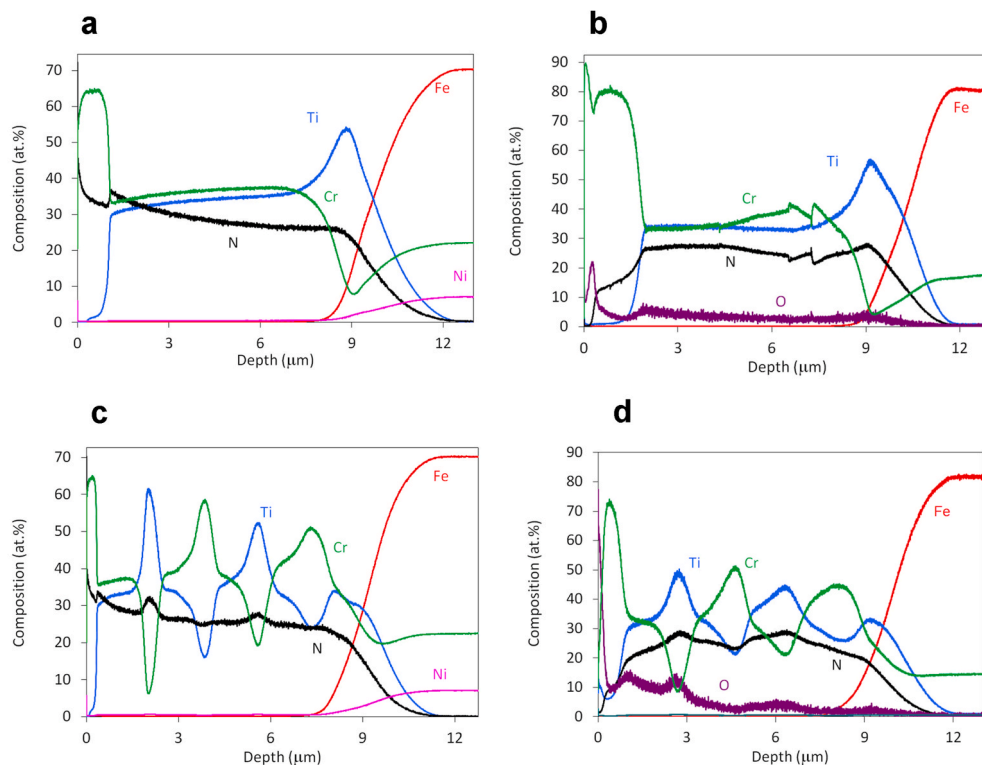 a
Composition (at.%)
70
60
50
40
30
20
10
0
Ti
Fe
Cr
N
Ni
0 3 6 9 12
Depth (μm)
b
Composition (at.%)
90
80
70
60
50
40
30
20
10
0
Fe
Ti
Cr
N
O
0 3 6 9 12
Depth (μm)
c
Composition (at.%)
70
60
50
40
30
20
10
0
Fe
Ti
Cr
N
Ni
0 3 6 9 12
Depth (μm)
d
Composition (at.%)
90
80
70
60
50
40
30
20
10
0
Fe
Ti
Cr
N
O
0 3 6 9 12
Depth (μm)